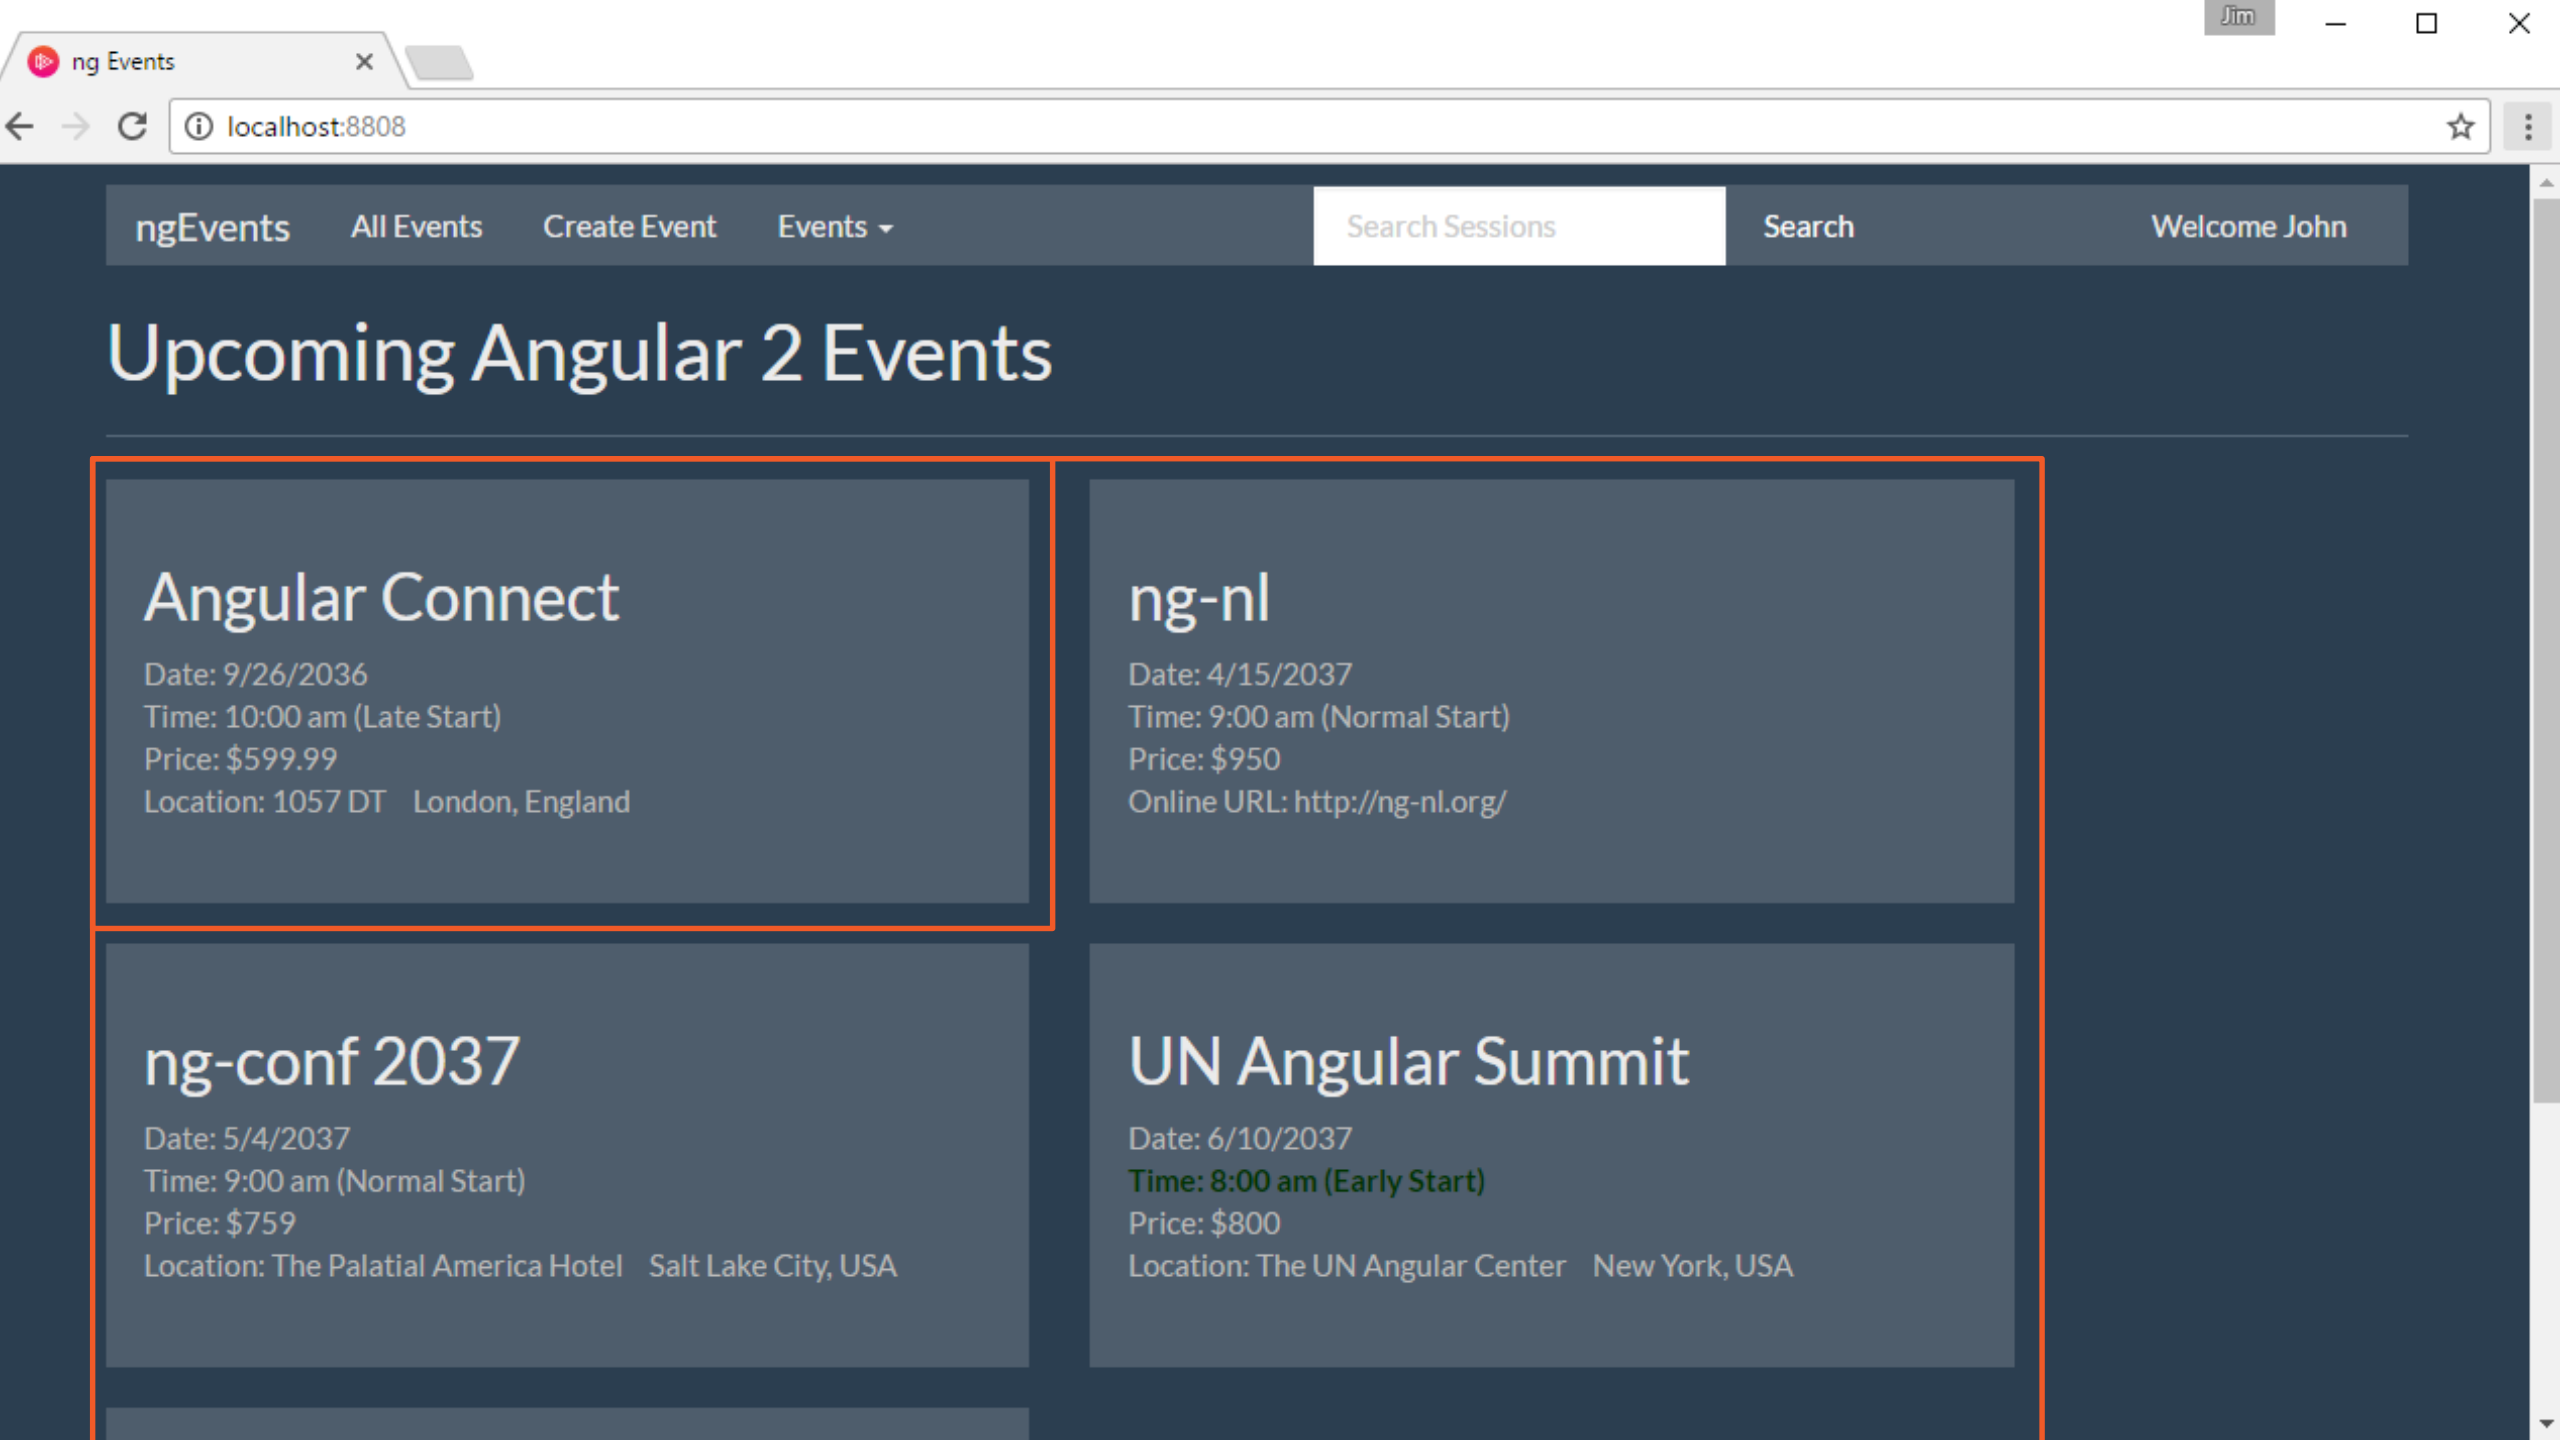 Jim
ng Events
localhost:8808
ngEvents All Events Create Event Events Search Sessions Search Welcome John
Upcoming Angular 2 Events
Angular Connect
Date: 9/26/2036
Time: 10:00 am (Late Start)
Price: $599.99
Location: 1057 DT London, England
ng-nl
Date: 4/15/2037
Time: 9:00 am (Normal Start)
Price: $950
Online URL: http://ng-nl.org/
ng-conf 2037
Date: 5/4/2037
Time: 9:00 am (Normal Start)
Price: $759
Location: The Palatial America Hotel Salt Lake City, USA
UN Angular Summit
Date: 6/10/2037
Time: 8:00 am (Early Start)
Price: $800
Location: The UN Angular Center New York, USA